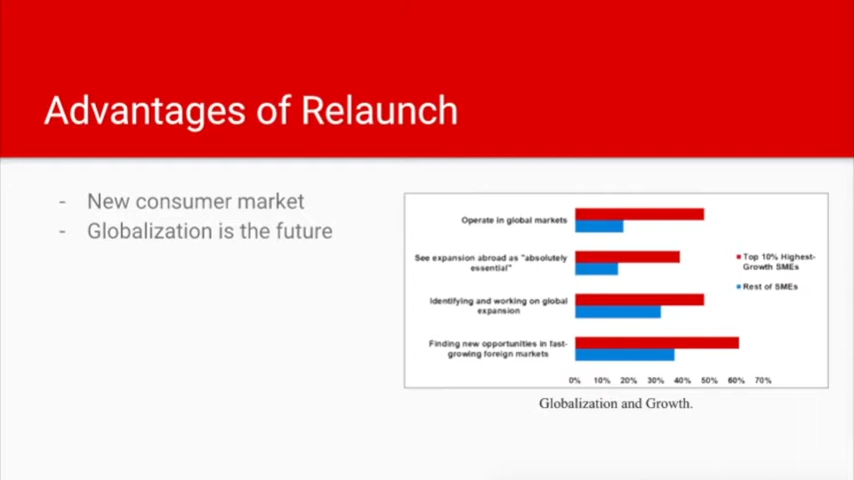 Advantages of Relaunch
- New consumer market
- Globalization is the future
Operate in global markets
See expansion abroad as "absolutely
essential"
Identifying and working on global
expansion
Finding new opportunities in fast-
growing foreign markets
0% 10% 20% 30% 40% 50% 60% 70%
Top 10% Highest-
Growth SMEs
Rest of SMEs
Globalization and Growth.